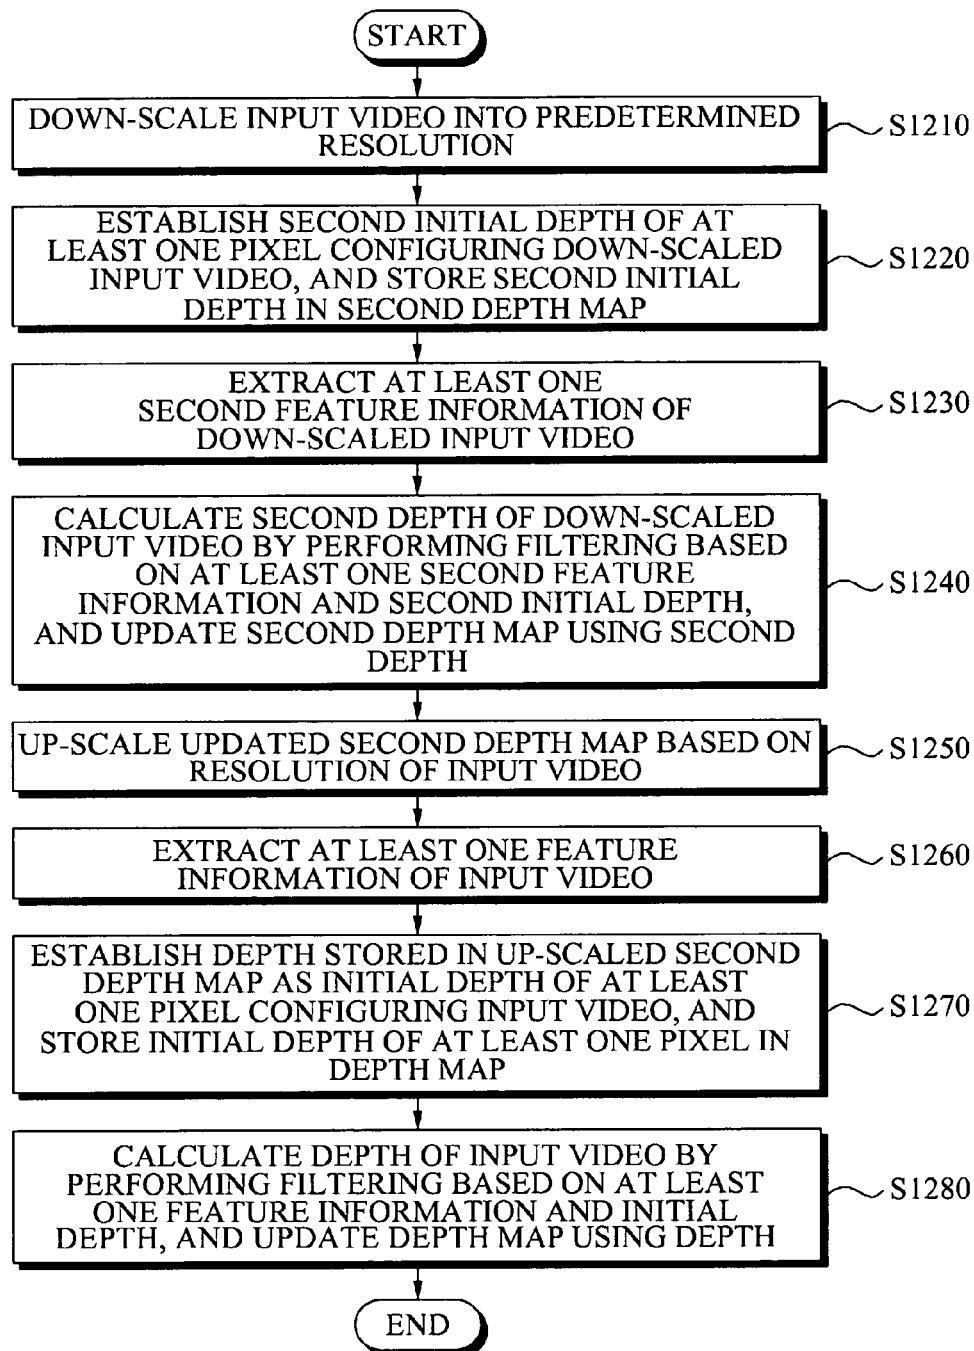 START
DOWN-SCALE INPUT VIDEO INTO PREDETERMINED
RESOLUTION
S1210
ESTABLISH SECOND INITIAL DEPTH OF AT
LEAST ONE PIXEL CONFIGURING DOWN-SCALED
INPUT VIDEO, AND STORE SECOND INITIAL
DEPTH IN SECOND DEPTH MAP
S1220
EXTRACT AT LEAST ONE
SECOND FEATURE INFORMATION OF
DOWN-SCALED INPUT VIDEO
S1230
CALCULATE SECOND DEPTH OF DOWN-SCALED
INPUT VIDEO BY PERFORMING FILTERING BASED
ON AT LEAST ONE SECOND FEATURE
INFORMATION AND SECOND INITIAL DEPTH,
AND UPDATE SECOND DEPTH MAP USING SECOND
DEPTH
S1240
UP-SCALE UPDATED SECOND DEPTH MAP BASED ON
RESOLUTION OF INPUT VIDEO
S1250
EXTRACT AT LEAST ONE FEATURE
INFORMATION OF INPUT VIDEO
S1260
ESTABLISH DEPTH STORED IN UP-SCALED SECOND
DEPTH MAP AS INITIAL DEPTH OF AT LEAST
ONE PIXEL CONFIGURING INPUT VIDEO, AND
STORE INITIAL DEPTH OF AT LEAST ONE PIXEL IN
DEPTH MAP
S1270
CALCULATE DEPTH OF INPUT VIDEO BY
PERFORMING FILTERING BASED ON AT LEAST
ONE FEATURE INFORMATION AND INITIAL
DEPTH, AND UPDATE DEPTH MAP USING DEPTH
S1280
END